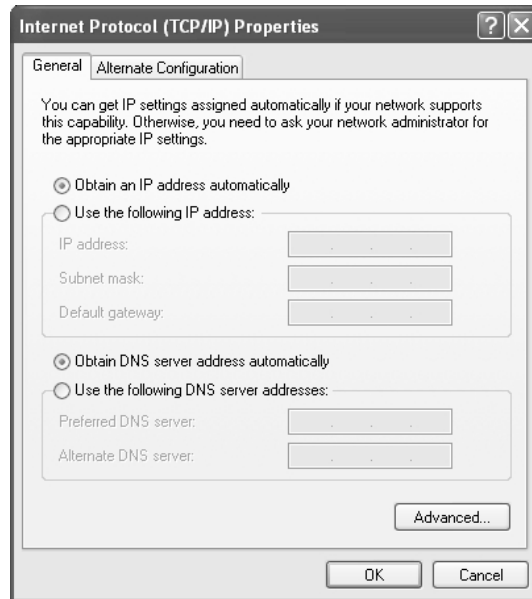 Internet Protocol (TCP/IP) Properties
General
Alternate Configuration
You can get IP settings assigned automatically if your network supports
this capability. Otherwise, you need to ask your network administrator for
the appropriate IP settings.
Obtain an IP address automatically
Use the following IP address:
IP address:
Subnet mask:
Default gateway:
Obtain DNS server address automatically
Use the following DNS server addresses:
Preferred DNS server:
Alternate DNS server:
Advanced...
OK
Cancel